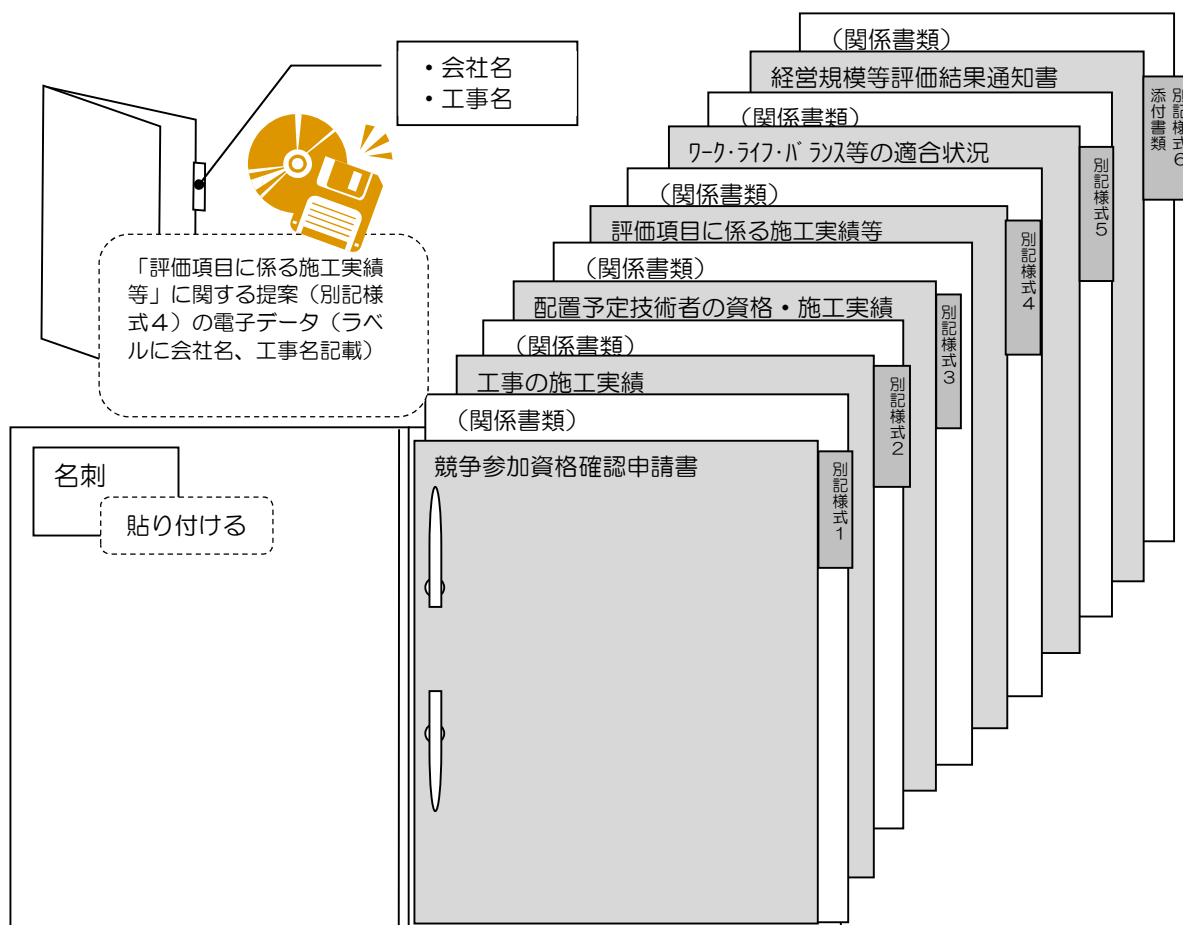 ・会社名
・工事名
「評価項目に係る施工実績
等」に関する提案（別記様
式４）の電子データ（ラベ
ルに会社名、工事名記載）
名刺
貼り付ける
（関係書類）
経営規模等評価結果通知書
別記様式６
添付書類
（関係書類）
ﾜｰｸ･ﾗｲﾌ･ﾊﾞﾗﾝｽ等の適合状況
別記様式５
（関係書類）
評価項目に係る施工実績等
別記様式４
（関係書類）
配置予定技術者の資格・施工実績
別記様式３
（関係書類）
工事の施工実績
別記様式２
（関係書類）
競争参加資格確認申請書
別記様式１